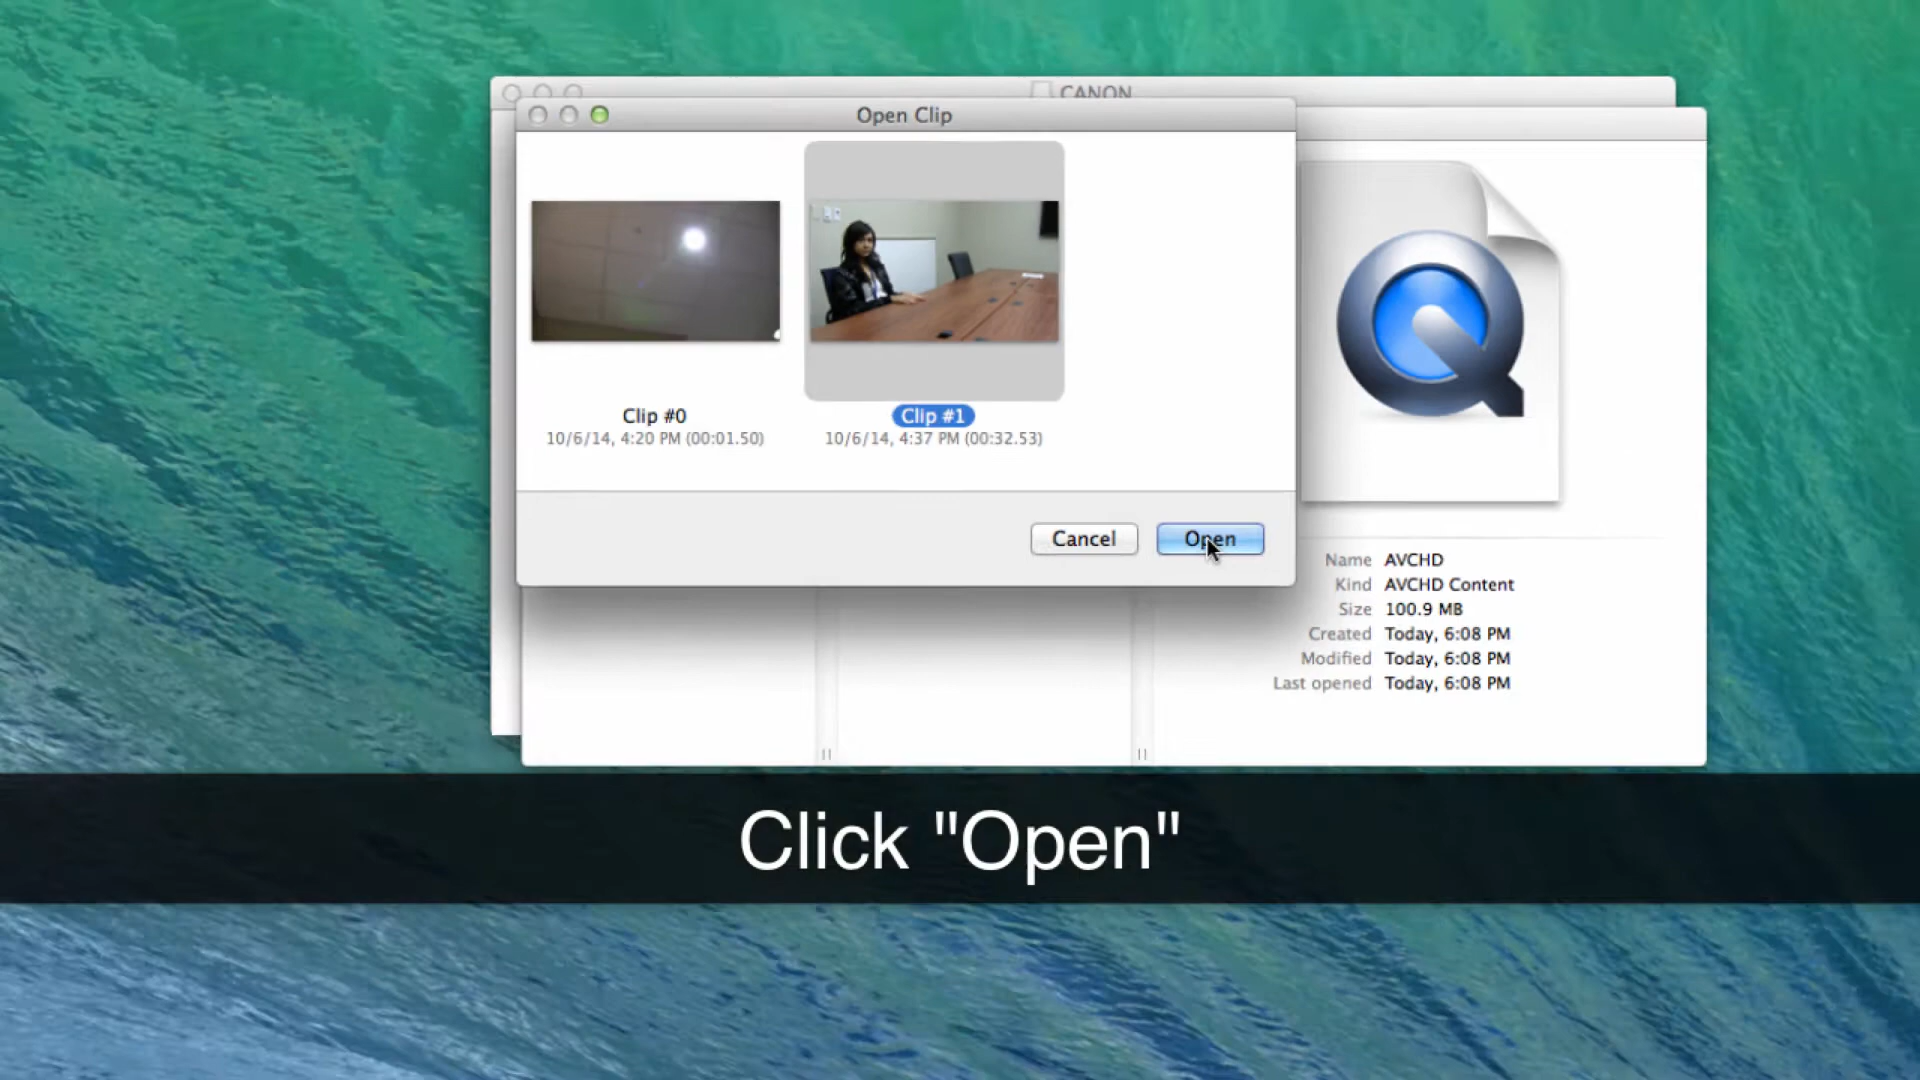 CANON
Open Clip
Clip #0
10/6/14, 4:20 PM (00:01.50)
Clip #1
10/6/14, 4:37 PM (00:32.53)
Cancel
Open
Name AVCHD
Kind AVCHD Content
Size 100.9 MB
Created Today, 6:08 PM
Modified Today, 6:08 PM
Last opened Today, 6:08 PM
Click "Open"